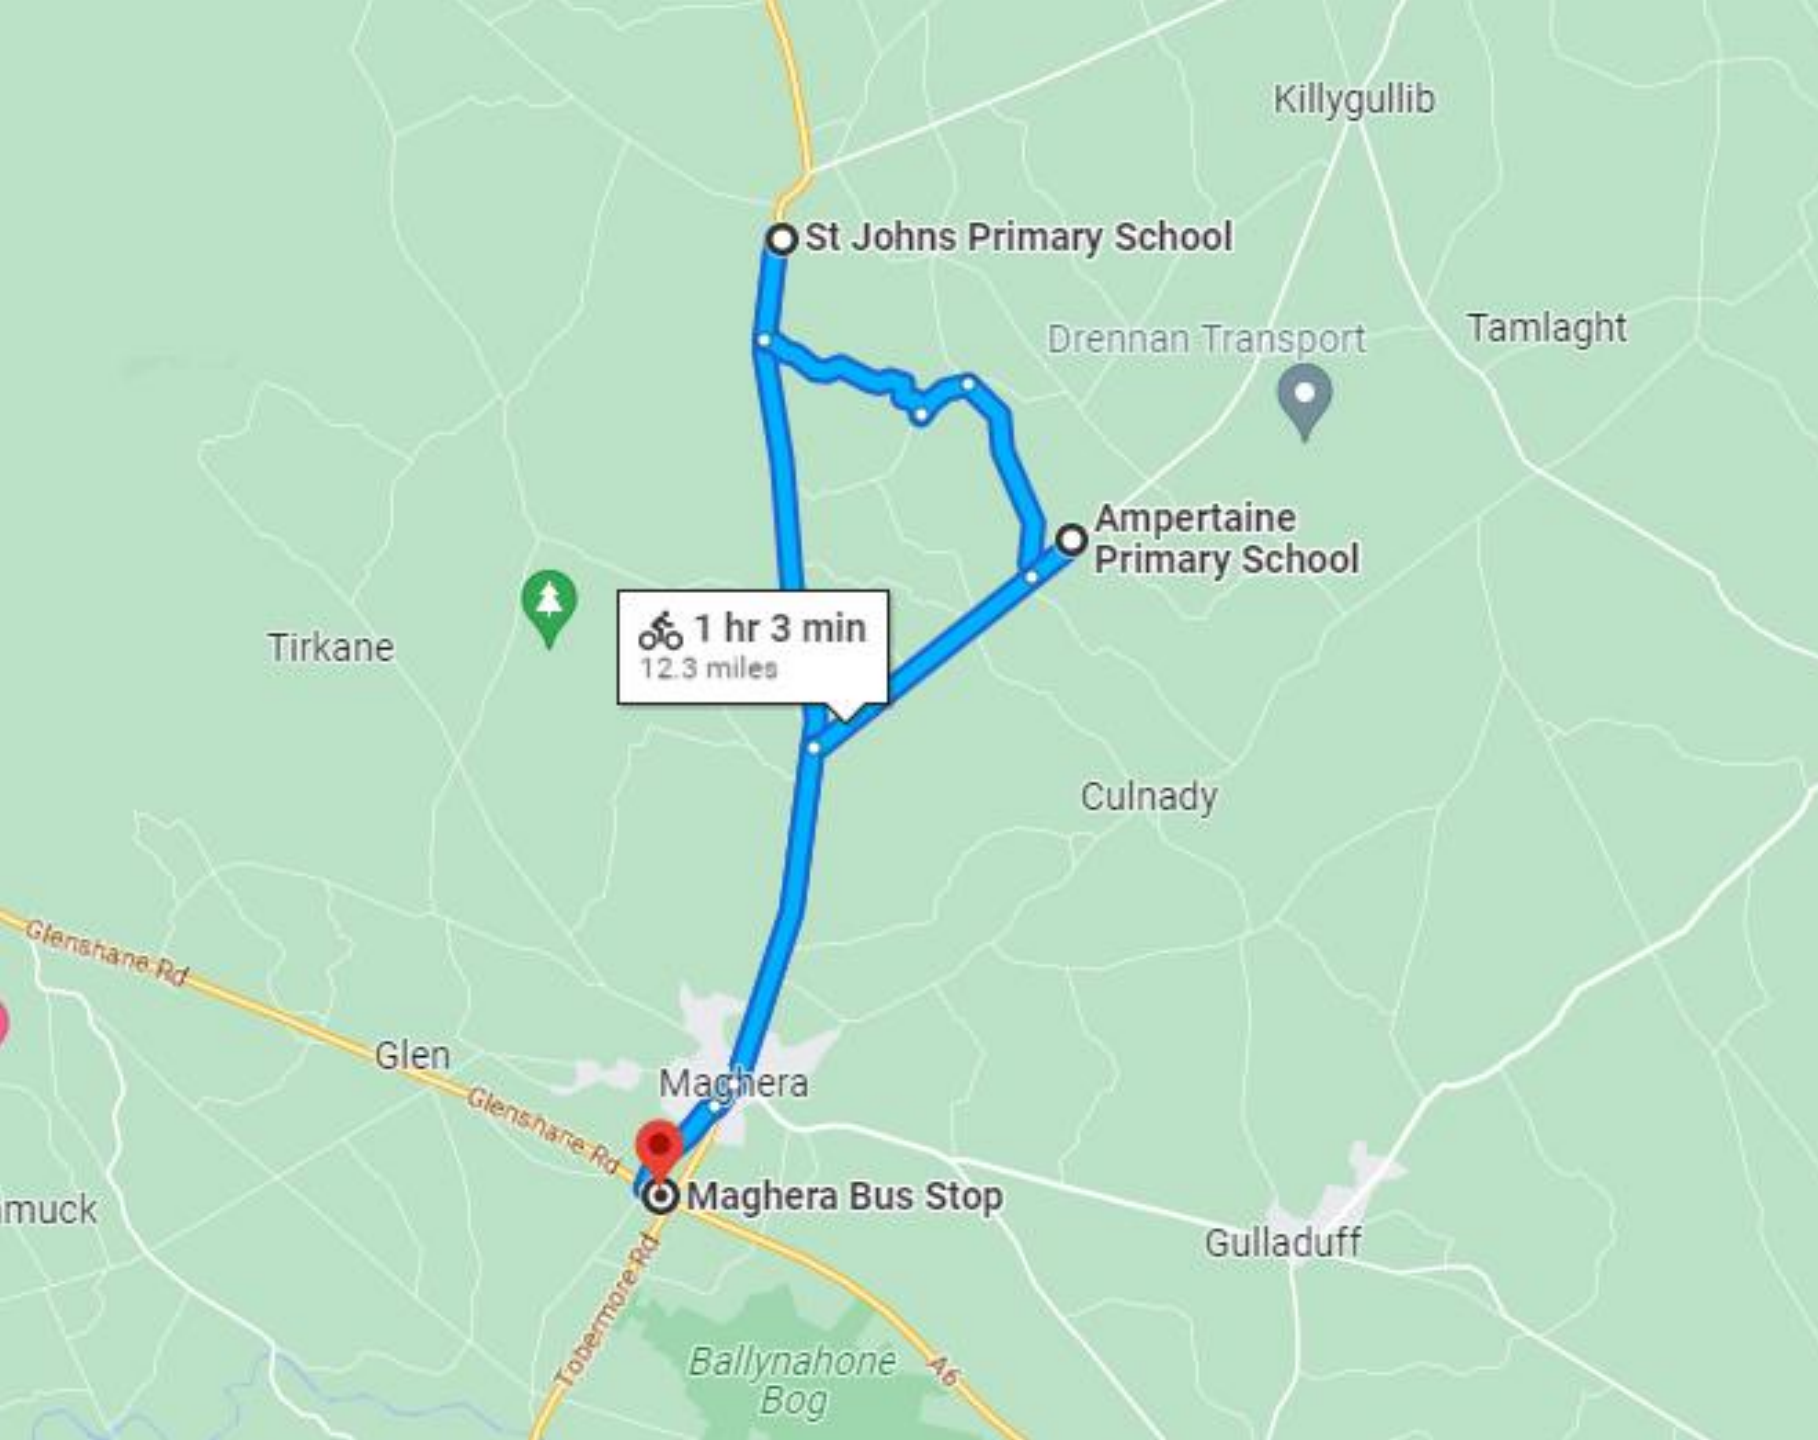 Killygullib
St Johns Primary School
Drennan Transport
Tamlaght
Ampertaine
Primary School
1 hr 3 min
12.3 miles
Tirkane
Culnady
Glenshane Rd
Glen
Maghera
Glenshane Rd
Maghera Bus Stop
muck
Gulladuff
Tobermore Rd
Ballynahone
Bog
A6